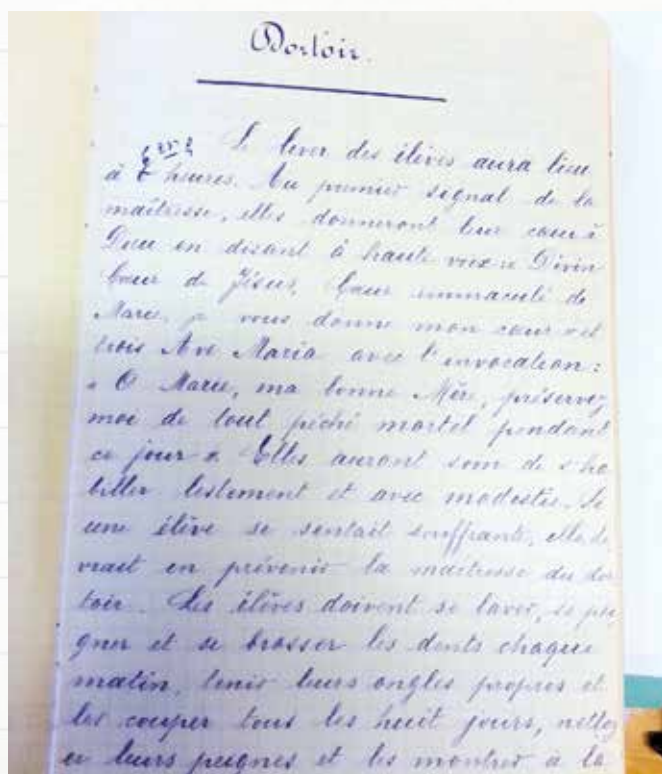 Dortoir.
Le lever des élèves aura lieu
à 6 heures. Au premier signal de la
maîtresse, elles donneront leur cœur à
Dieu en disant à haute voix « Divin
Cœur de Jésus, Cœur immaculé de
Marie, je vous donne mon cœur » et
trois Ave Maria avec l'invocation :
« O Marie, ma bonne Mère, préservez
moi de tout péché mortel pendant
ce jour ». Elles auront soin de s'ha
biller lestement et avec modestie. Si
une élève se sentait souffrante, elle de
vrait en prévenir la maîtresse du dor
toir. Les élèves doivent se laver, se pei
gner et se brosser les dents chaque
matin, tenir leurs ongles propres et
les couper tous les huit jours, nettoy
er leurs peignes et les montrer à la